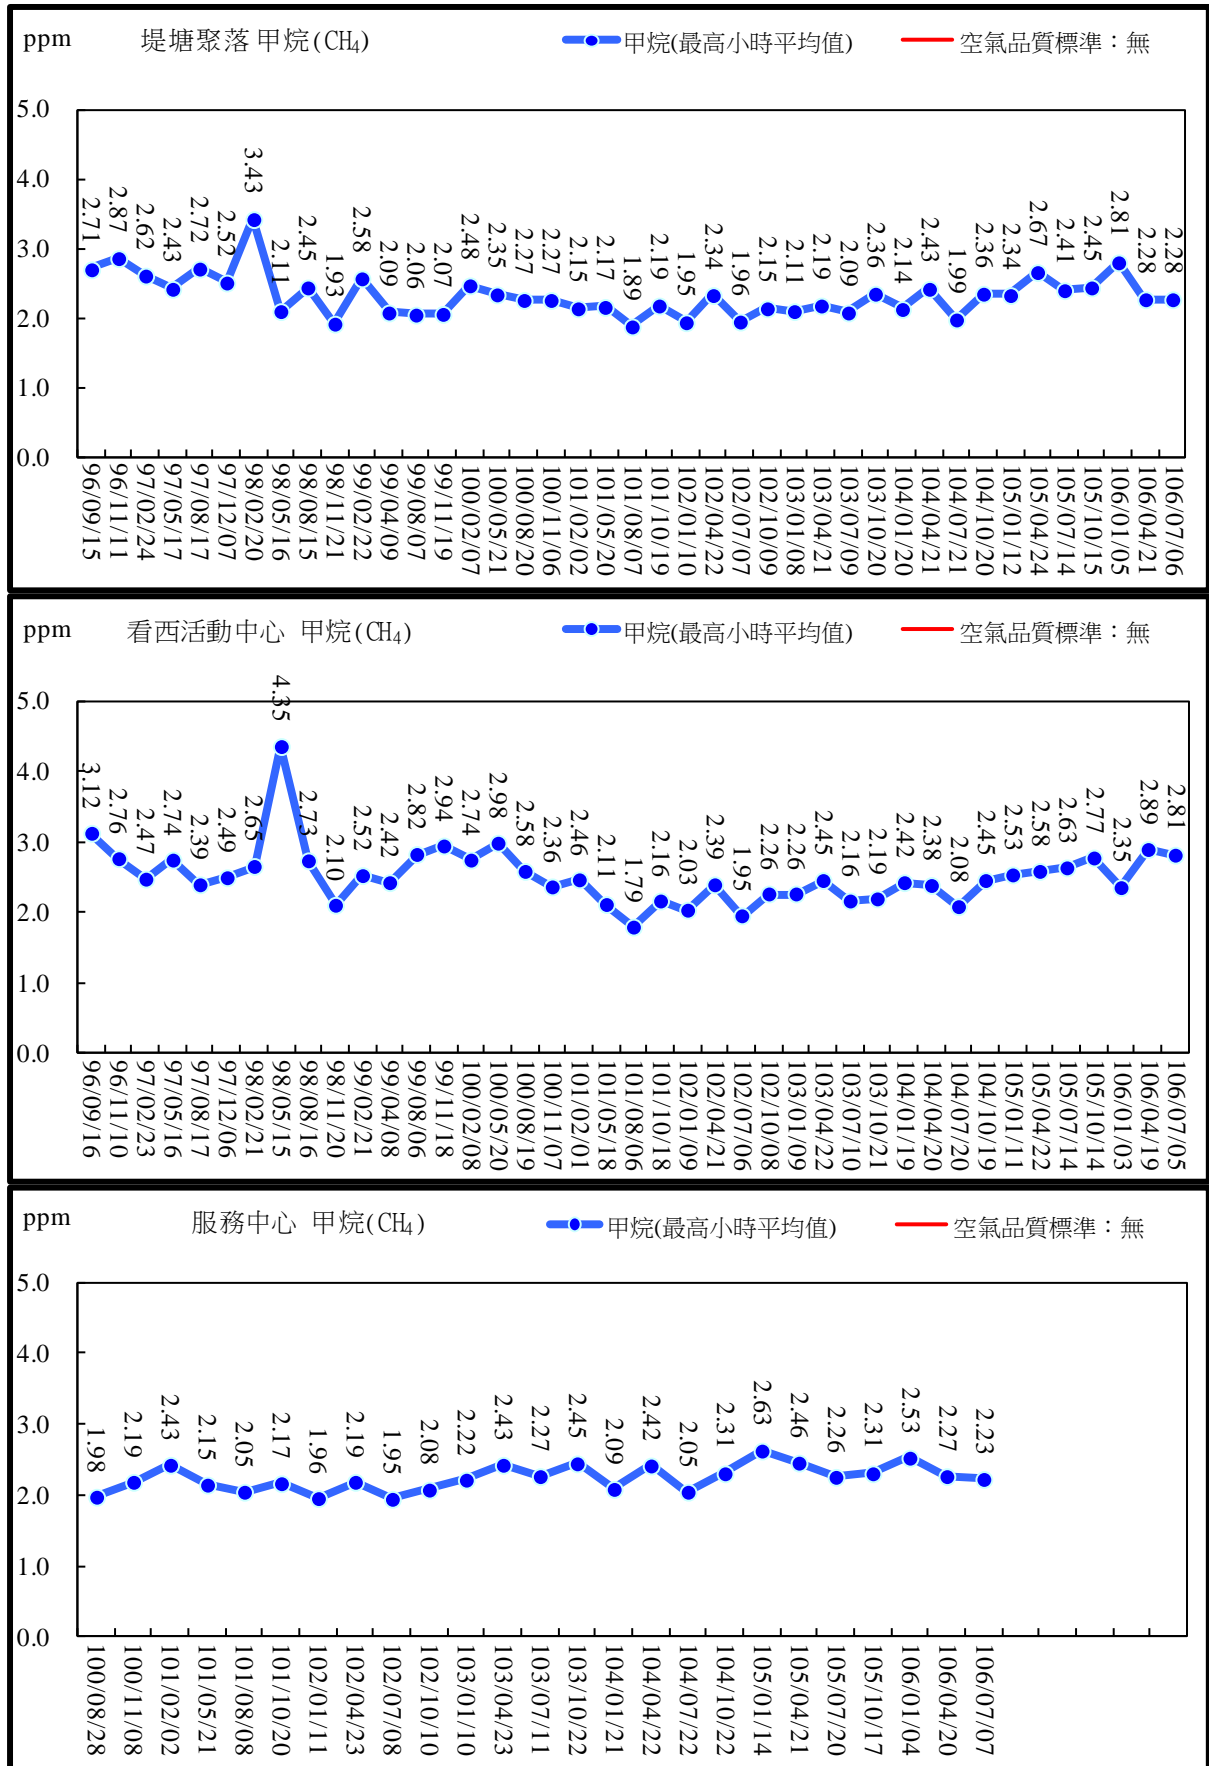 ppm 堤塘聚落 甲烷(CH₄) 甲烷(最高小時平均值) 空氣品質標準：無
5.0
4.0
3.0
2.0
1.0
0.0
2.71 2.87 2.62 2.43 2.72 2.52 3.43 2.11 2.45 1.93 2.58 2.09 2.06 2.07 2.48 2.35 2.27 2.27 2.15 2.17 1.89 2.19 1.95 2.34 1.96 2.15 2.11 2.19 2.09 2.36 2.14 2.43 1.99 2.36 2.34 2.67 2.41 2.45 2.81 2.28 2.28
96/09/15 96/11/11 97/02/24 97/05/17 97/08/17 97/12/07 98/02/20 98/05/16 98/08/15 98/11/21 99/02/22 99/04/09 99/08/07 99/11/19 100/02/07 100/05/21 100/08/20 100/11/06 101/02/02 101/05/20 101/08/07 101/10/19 102/01/10 102/04/22 102/07/07 102/10/09 103/01/08 103/04/21 103/07/09 103/10/20 104/01/20 104/04/21 104/07/21 104/10/20 105/01/12 105/04/24 105/07/14 105/10/15 106/01/05 106/04/21 106/07/06
ppm 看西活動中心 甲烷(CH₄) 甲烷(最高小時平均值) 空氣品質標準：無
5.0
4.0
3.0
2.0
1.0
0.0
3.12 2.76 2.47 2.74 2.39 2.49 2.65 4.35 2.73 2.10 2.52 2.42 2.82 2.94 2.74 2.98 2.58 2.36 2.46 2.11 1.79 2.16 2.03 2.39 1.95 2.26 2.26 2.45 2.16 2.19 2.42 2.38 2.08 2.45 2.53 2.58 2.63 2.77 2.35 2.89 2.81
96/09/16 96/11/10 97/02/23 97/05/16 97/08/17 97/12/06 98/02/21 98/05/15 98/08/16 98/11/20 99/02/21 99/04/08 99/08/06 99/11/18 100/02/08 100/05/20 100/08/19 100/11/07 101/02/01 101/05/18 101/08/06 101/10/18 102/01/09 102/04/21 102/07/06 102/10/08 103/01/09 103/04/22 103/07/10 103/10/21 104/01/19 104/04/20 104/07/20 104/10/19 105/01/11 105/04/22 105/07/14 105/10/14 106/01/03 106/04/19 106/07/05
ppm 服務中心 甲烷(CH₄) 甲烷(最高小時平均值) 空氣品質標準：無
5.0
4.0
3.0
2.0
1.0
0.0
1.98 2.19 2.43 2.15 2.05 2.17 1.96 2.19 1.95 2.08 2.22 2.43 2.27 2.45 2.09 2.42 2.05 2.31 2.63 2.46 2.26 2.31 2.53 2.27 2.23
100/08/28 100/11/08 101/02/02 101/05/21 101/08/08 101/10/20 102/01/11 102/04/23 102/07/08 102/10/10 103/01/10 103/04/23 103/07/11 103/10/22 104/01/21 104/04/22 104/07/22 104/10/22 105/01/14 105/04/21 105/07/20 105/10/17 106/01/04 106/04/20 106/07/07